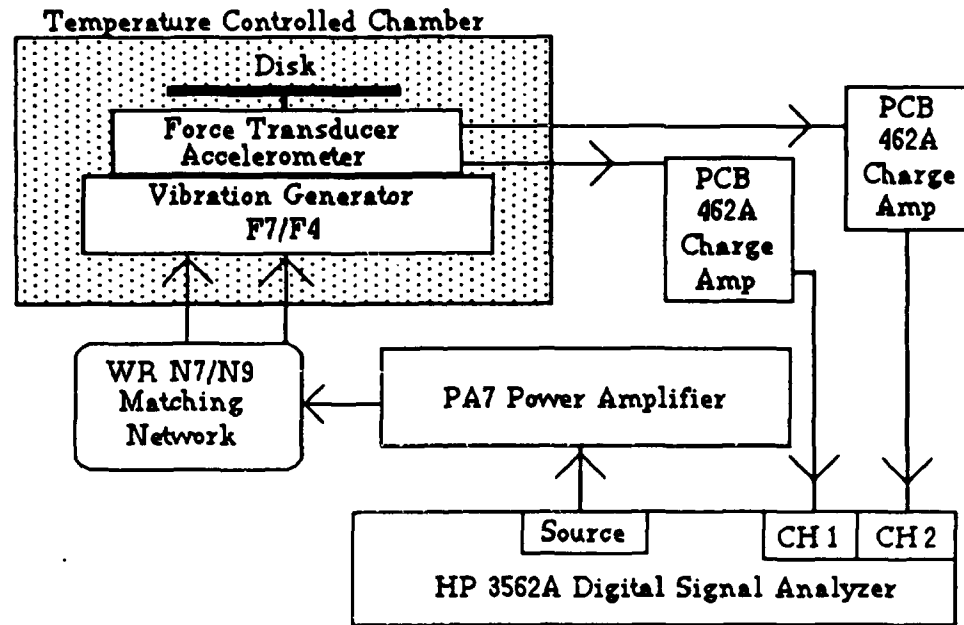 Temperature Controlled Chamber
Disk
Force Transducer
Accelerometer
Vibration Generator
F7/F4
PCB
462A
Charge
Amp
PCB
462A
Charge
Amp
WR N7/N9
Matching
Network
PA7 Power Amplifier
Source
CH 1
CH 2
HP 3562A Digital Signal Analyzer